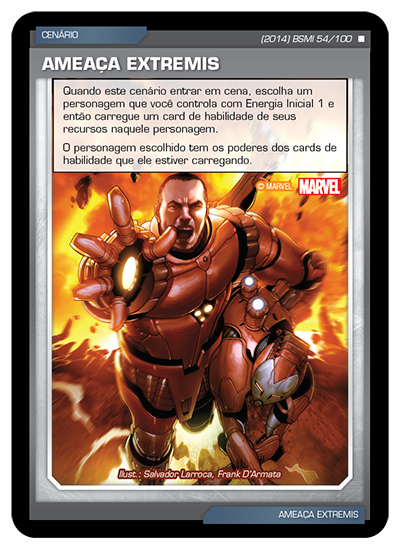 CENÁRIO
(2014) BSMI 54/100 ■
AMEAÇA EXTREMIS
Quando este cenário entrar em cena, escolha um
personagem que você controla com Energia Inicial 1 e
então carregue um card de habilidade de seus
recursos naquele personagem.
O personagem escolhido tem os poderes dos cards de
habilidade que ele estiver carregando.
© MARVEL MARVEL
Ilust.: Salvador Larroca, Frank D'Armata
AMEAÇA EXTREMIS